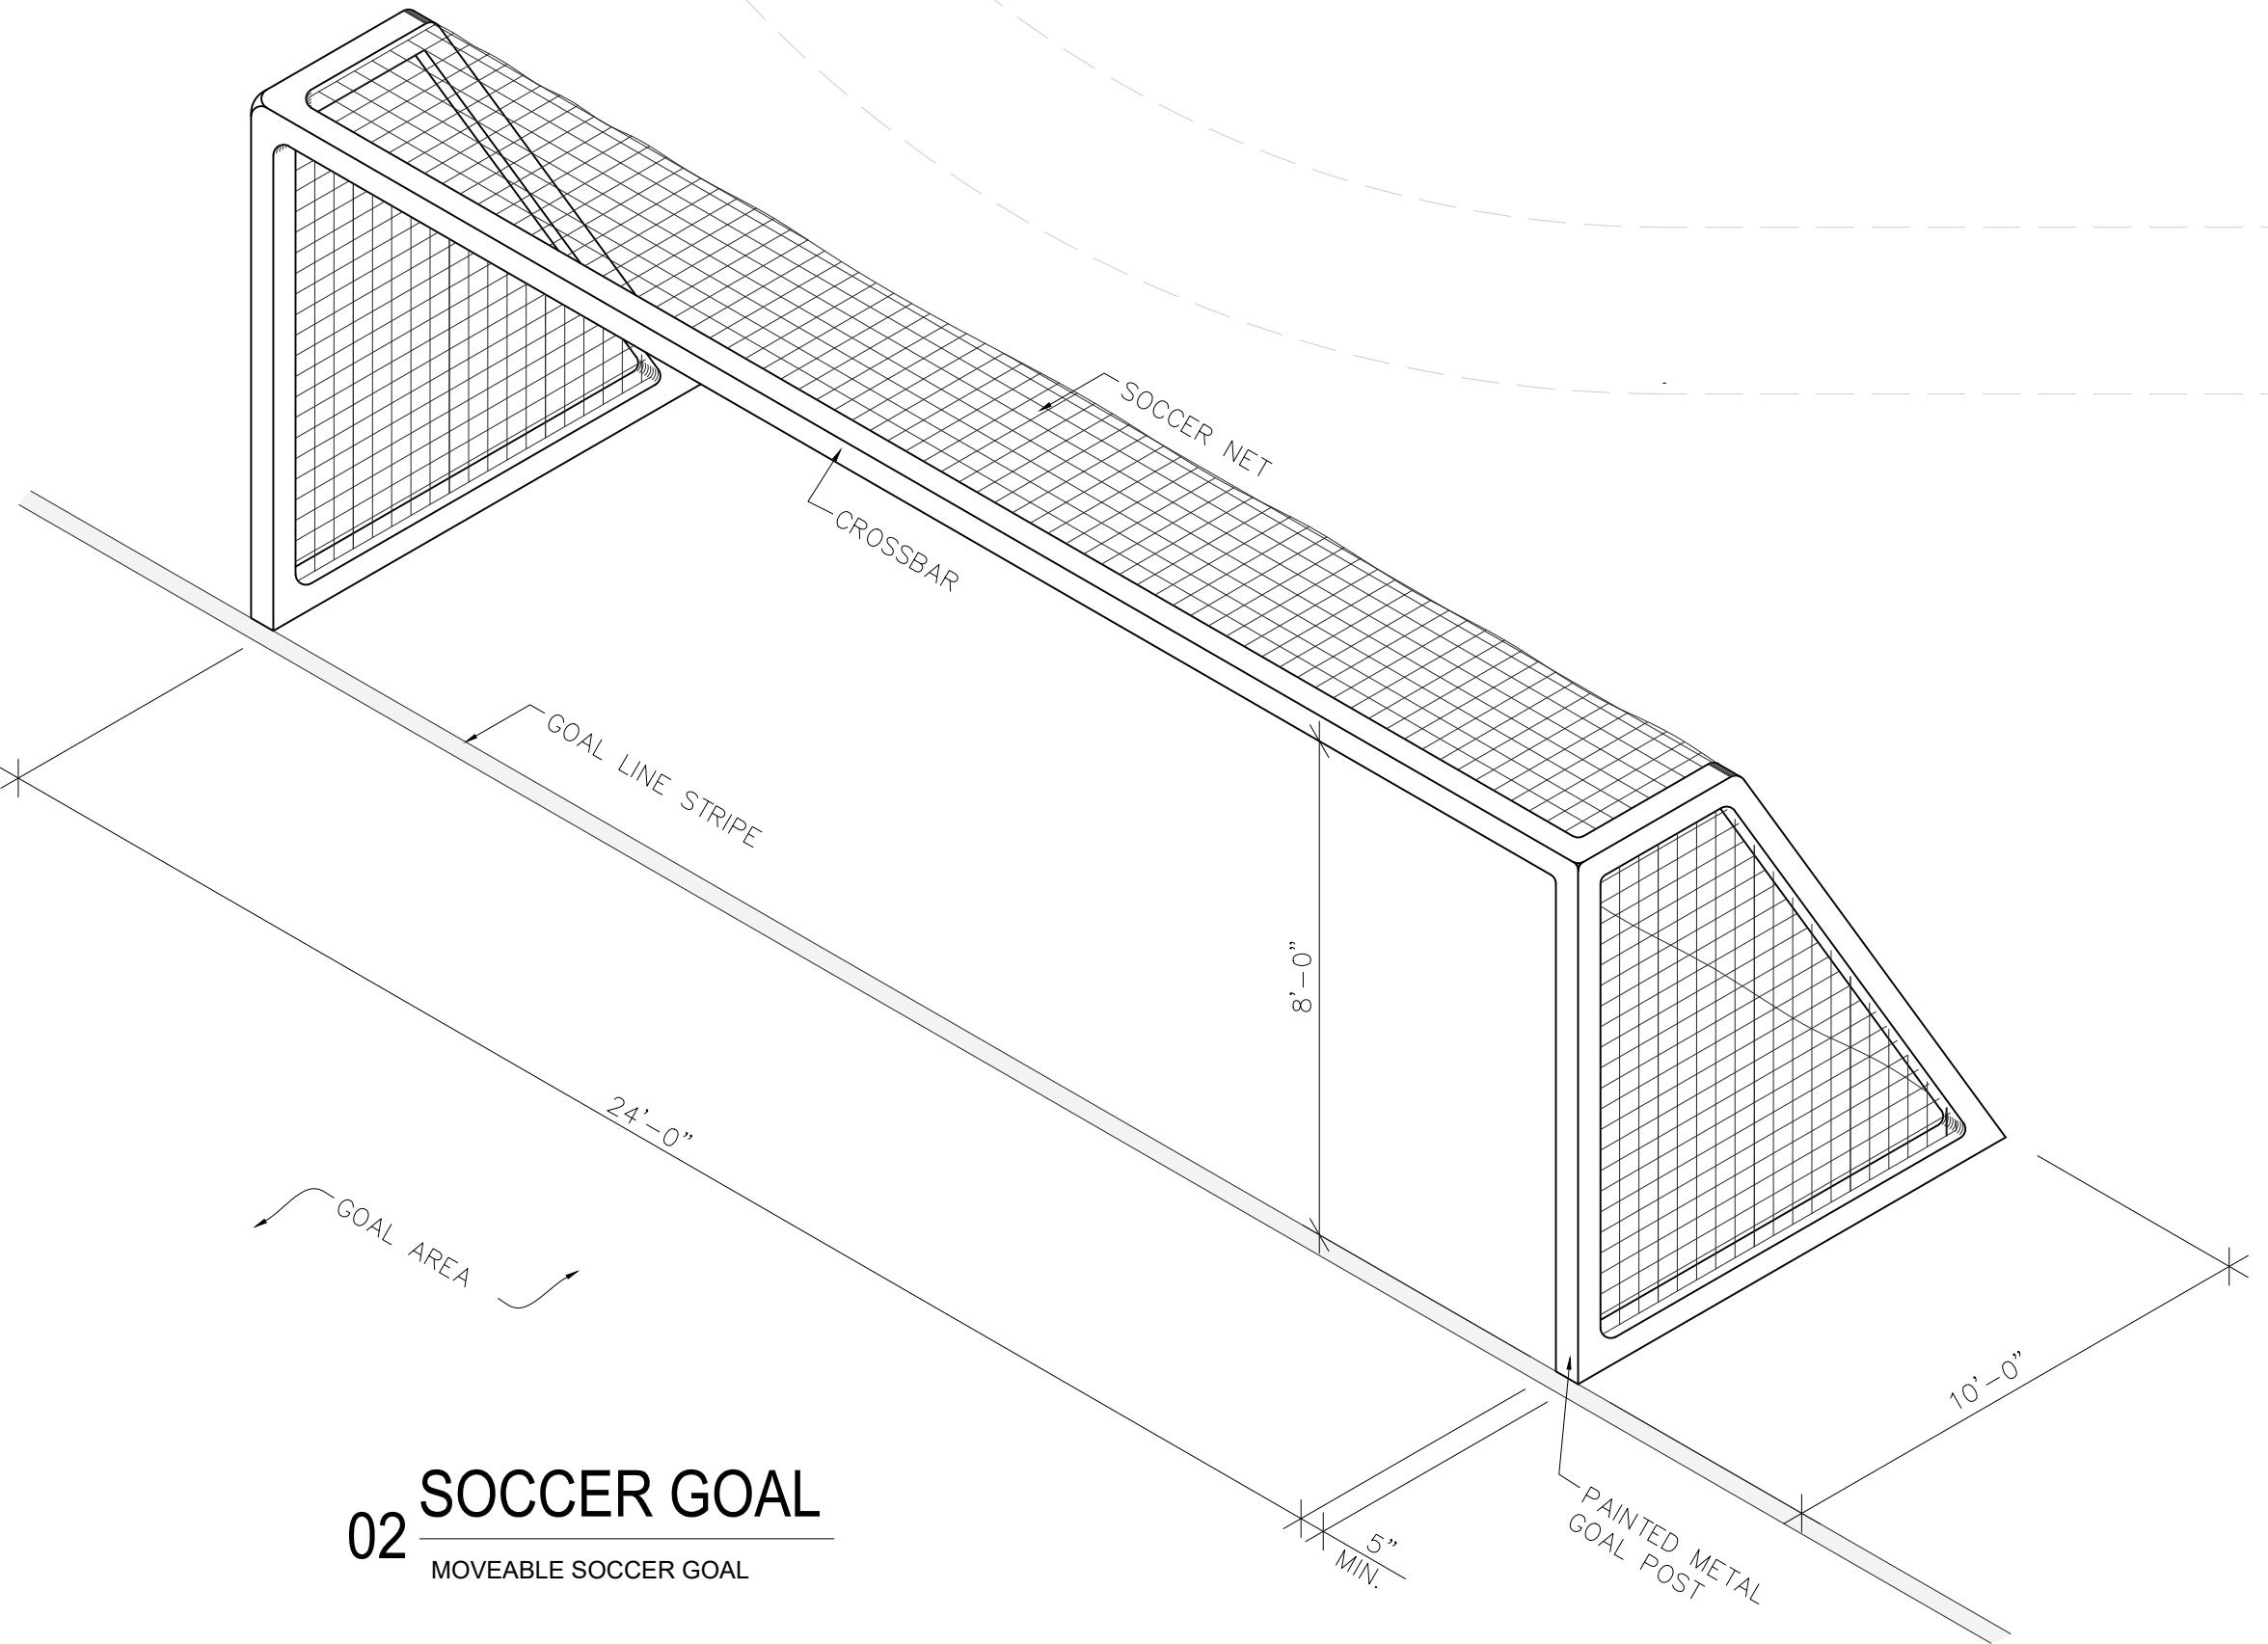 SOCCER NET
CROSSBAR
GOAL LINE STRIPE
8'-0"
24'-0"
GOAL AREA
10'-0"
5"
MIN.
PAINTED METAL
GOAL POST
02
SOCCER GOAL
MOVEABLE SOCCER GOAL